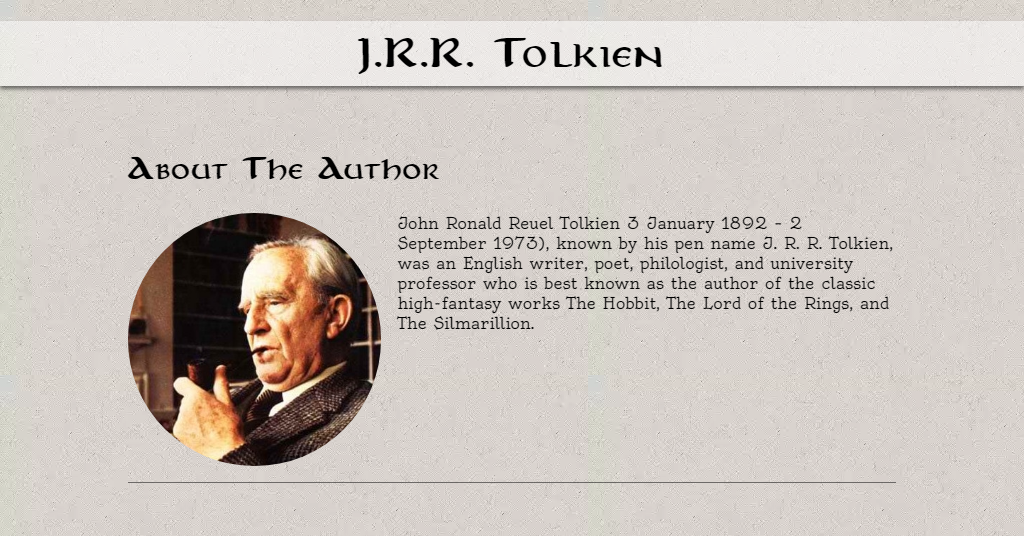 J.R.R. Tolkien
About The Author
John Ronald Reuel Tolkien 3 January 1892 - 2
September 1973), known by his pen name J. R. R. Tolkien,
was an English writer, poet, philologist, and university
professor who is best known as the author of the classic
high-fantasy works The Hobbit, The Lord of the Rings, and
The Silmarillion.